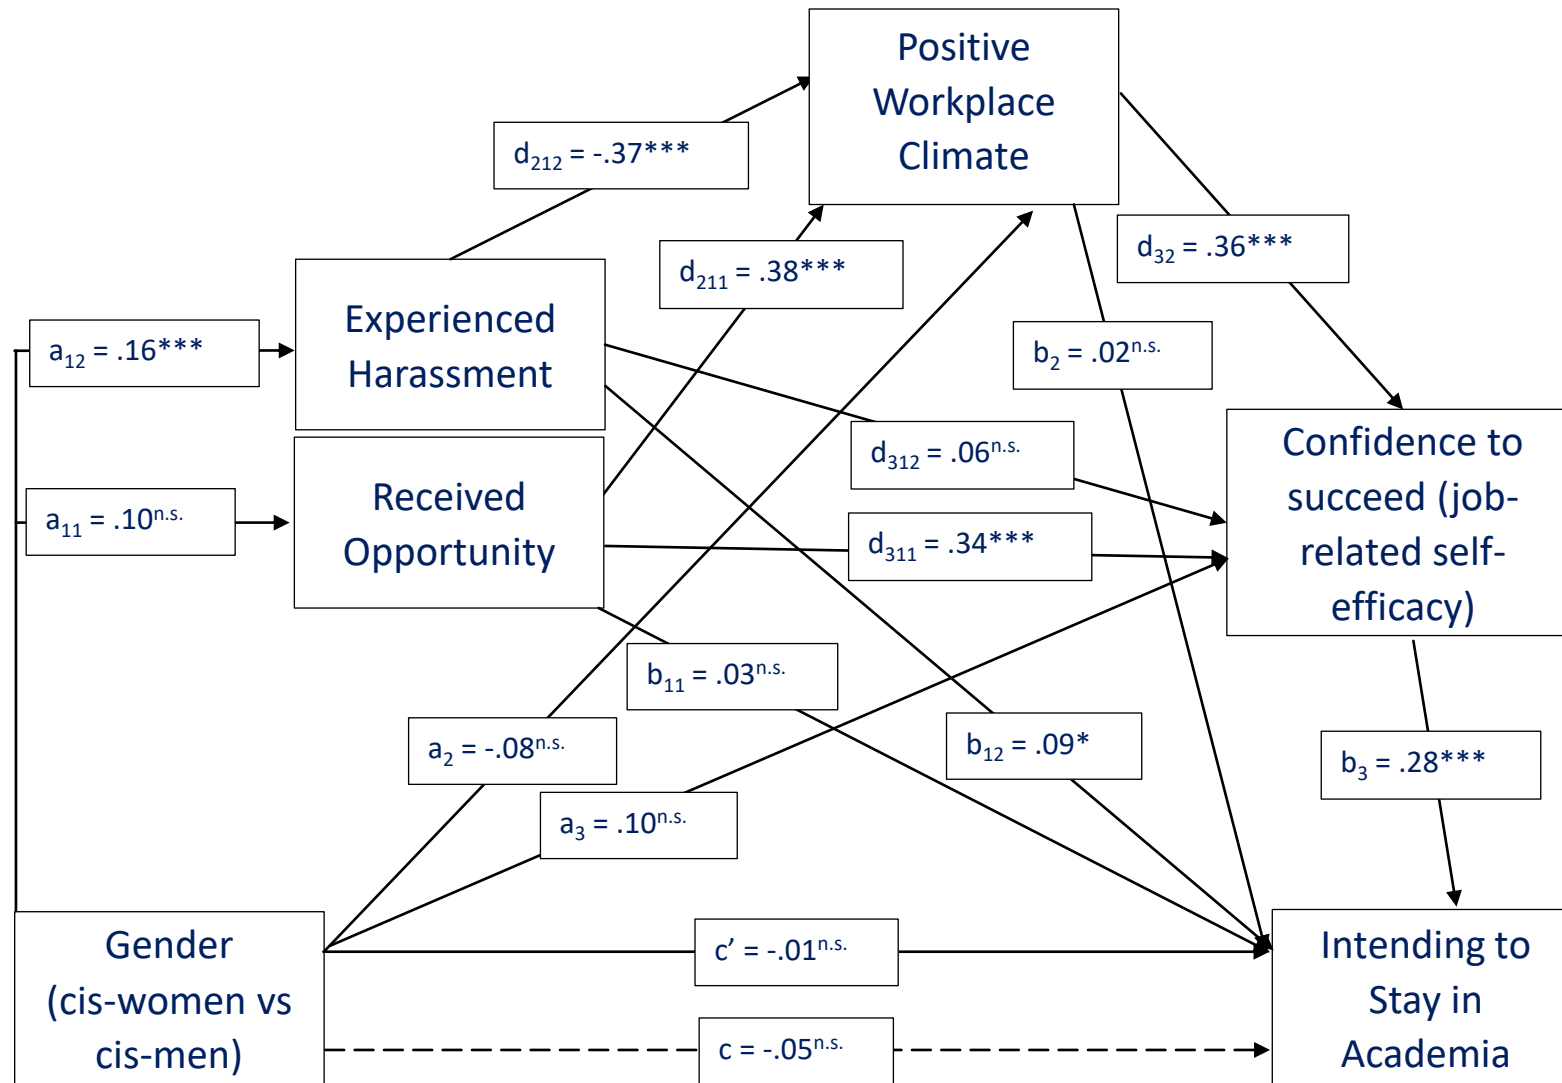 Positive
Workplace
Climate
d₂₁₂ = -.37***
d₂₁₁ = .38***
d₃₂ = .36***
Experienced
Harassment
a₁₂ = .16***
b₂ = .02ⁿ·ˢ·
d₃₁₂ = .06ⁿ·ˢ·
Confidence to
succeed (job-
related self-
efficacy)
Received
Opportunity
a₁₁ = .10ⁿ·ˢ·
d₃₁₁ = .34***
b₁₁ = .03ⁿ·ˢ·
a₂ = -.08ⁿ·ˢ·
b₁₂ = .09*
b₃ = .28***
a₃ = .10ⁿ·ˢ·
Gender
(cis-women vs
cis-men)
c’ = -.01ⁿ·ˢ·
c = -.05ⁿ·ˢ·
Intending to
Stay in
Academia